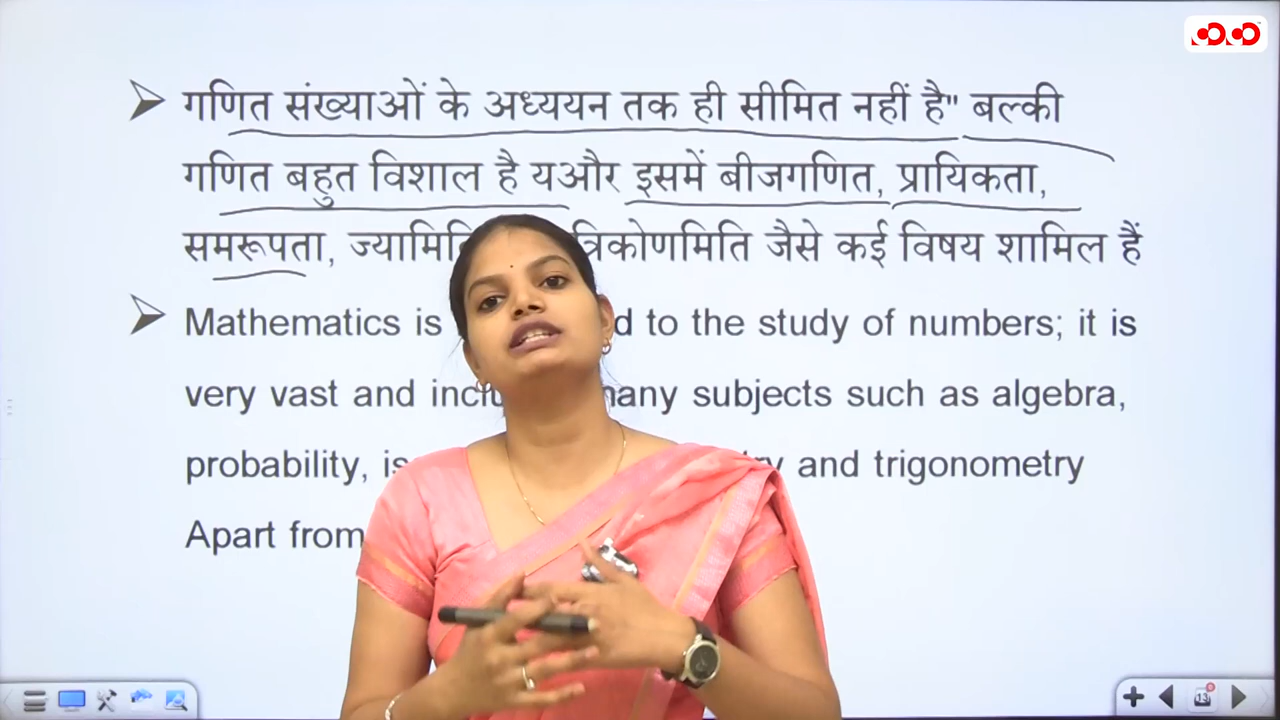 गणित संख्याओं के अध्ययन तक ही सीमित नहीं है" बल्की
गणित बहुत विशाल है यऔर इसमें बीजगणित, प्रायिकता,
समरूपता, त्रिकोणमिति जैसे कई विषय शामिल हैं
Mathematics is to the study of numbers; it is
very vast and many subjects such as algebra,
probability, and trigonometry
Apart from
13